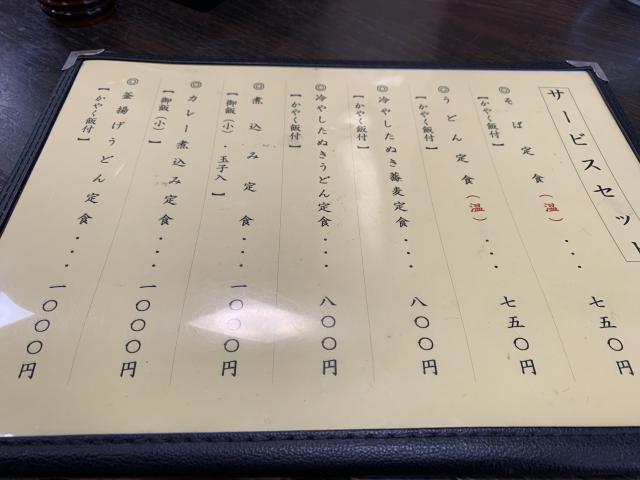 サービスセット
◎そば定食（温）・・・七五〇円
【かやく飯付】
◎うどん定食（温）・・・七五〇円
【かやく飯付】
◎冷やしたぬき蕎麦定食・・・八〇〇円
【かやく飯付】
◎冷やしたぬきうどん定食・・・八〇〇円
【かやく飯付】
◎煮込み定食・・・一〇〇〇円
【御飯（小）・玉子入】
◎カレー煮込み定食・・・一〇〇〇円
【御飯（小）】
◎釜揚げうどん定食・・・一〇〇〇円
【かやく飯付】